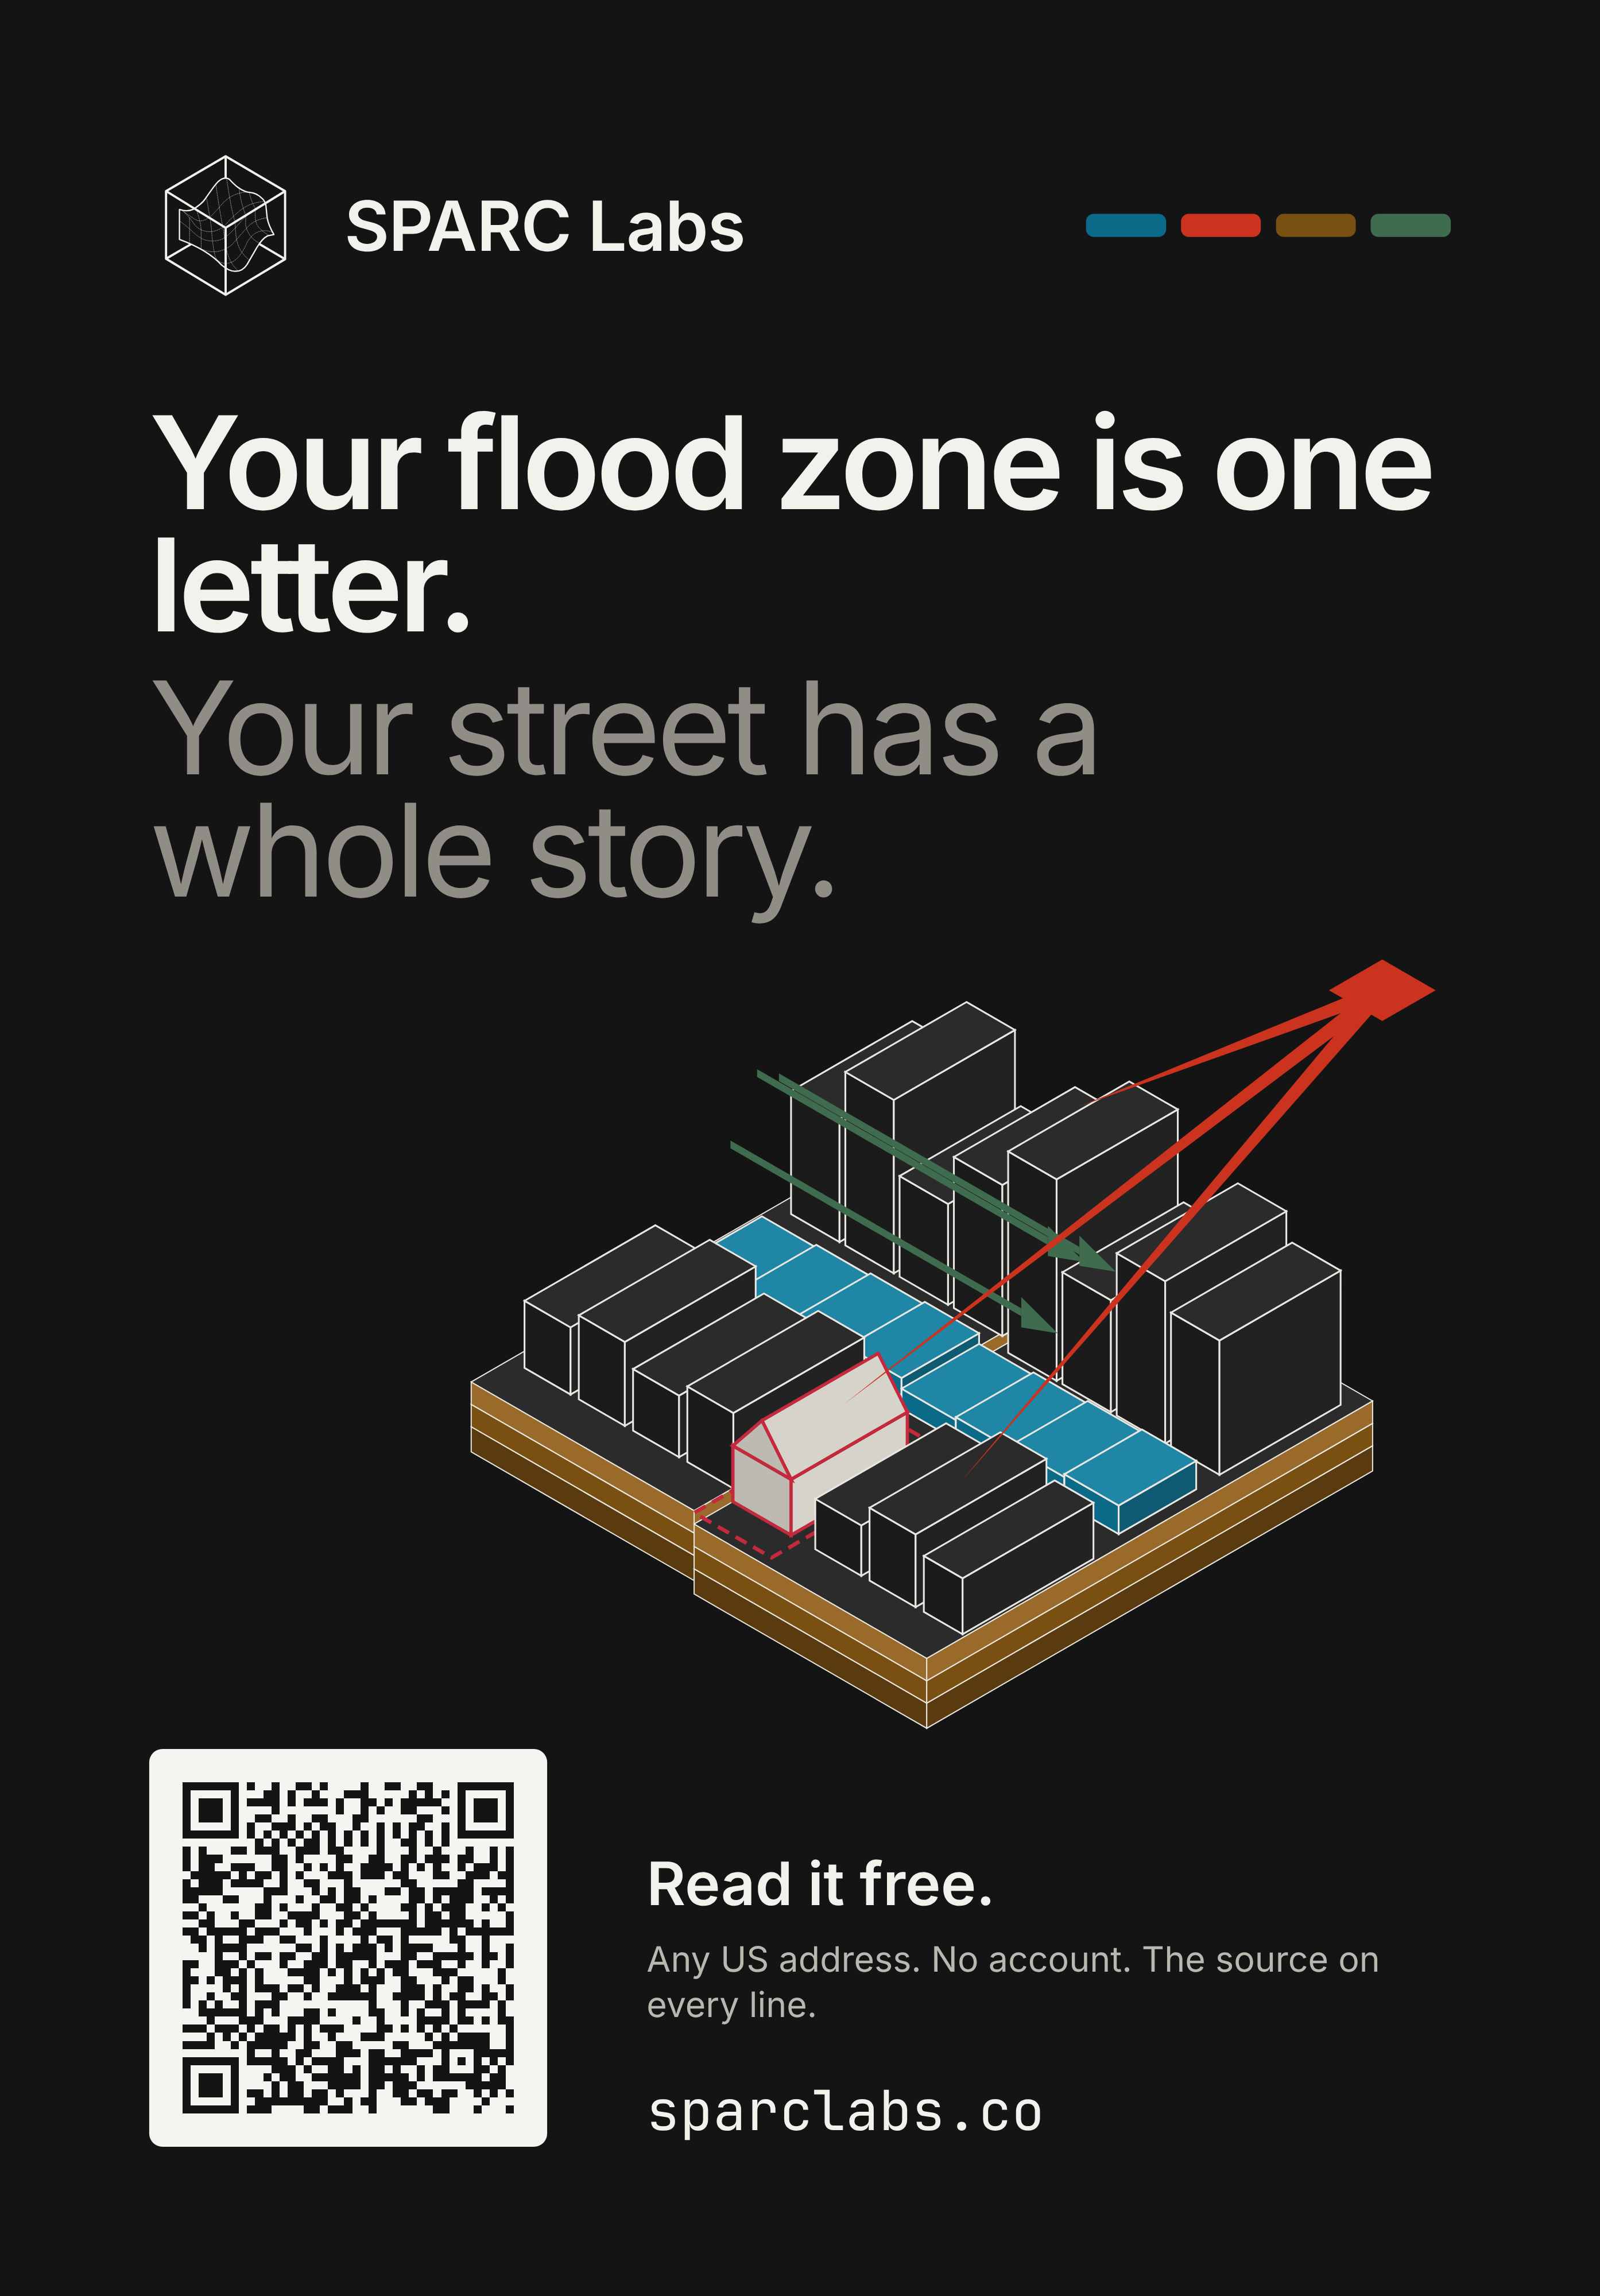 SPARC Labs
Your flood zone is one
letter.
Your street has a
whole story.
Read it free.
Any US address. No account. The source on
every line.
sparclabs.co